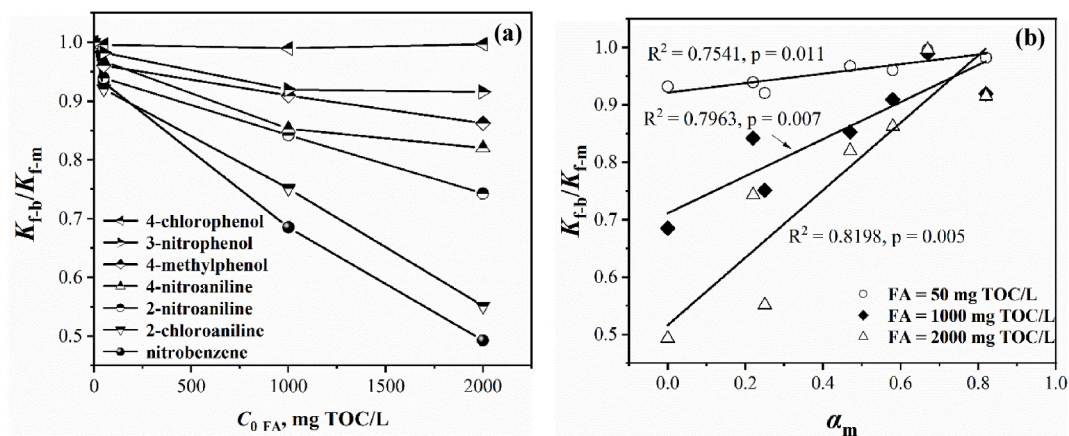 (a)
1.0
0.9
0.8
0.7
0.6
0.5
K_f-b/K_f-m
4-chlorophenol
3-nitrophenol
4-methylphenol
4-nitroaniline
2-nitroaniline
2-chloroaniline
nitrobenzene
0 500 1000 1500 2000
C_0 FA, mg TOC/L
(b)
1.0
0.9
0.8
0.7
0.6
0.5
K_f-b/K_f-m
R² = 0.7541, p = 0.011
R² = 0.7963, p = 0.007
R² = 0.8198, p = 0.005
FA = 50 mg TOC/L
FA = 1000 mg TOC/L
FA = 2000 mg TOC/L
0.0 0.2 0.4 0.6 0.8 1.0
α_m